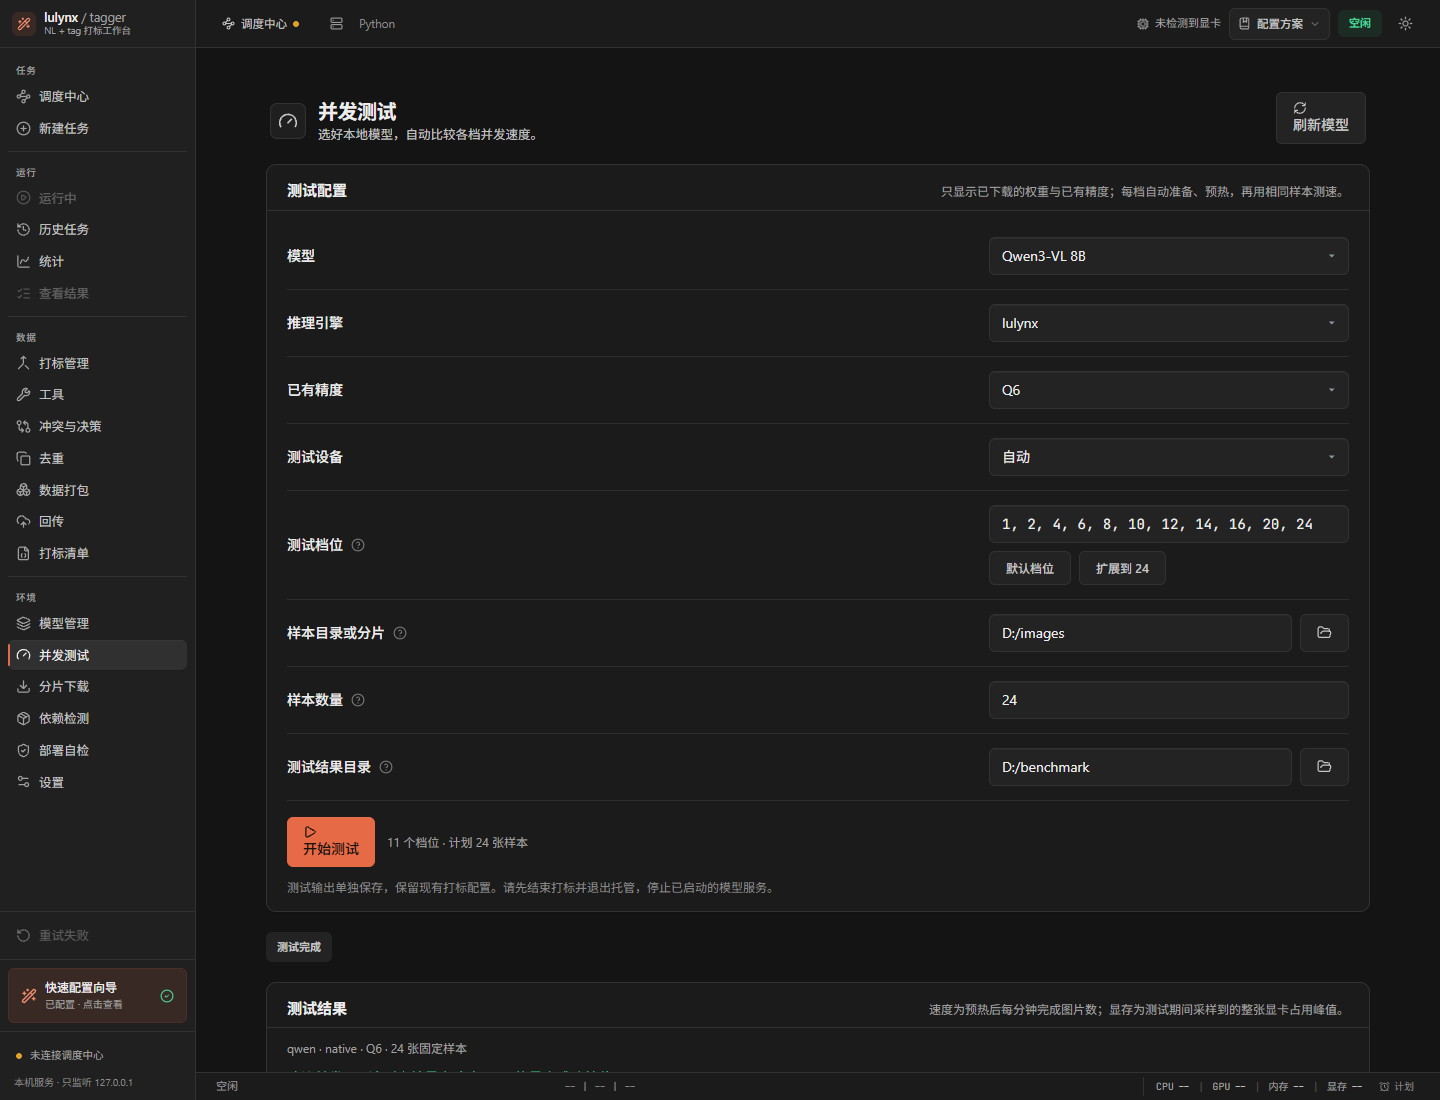 lulynx / tagger
NL + tag 打标工作台
任务
调度中心
新建任务
运行
运行中
历史任务
统计
查看结果
数据
打标管理
工具
冲突与决策
去重
数据打包
回传
打标清单
环境
模型管理
并发测试
分片下载
依赖检测
部署自检
设置
重试失败
快速配置向导
已配置 · 点击查看
未连接调度中心
本机服务 · 只监听 127.0.0.1
调度中心
Python
未检测到显卡
配置方案
空闲
并发测试
选好本地模型，自动比较各档并发速度。
刷新模型
测试配置
只显示已下载的权重与已有精度；每档自动准备、预热，再用相同样本测速。
模型
Qwen3-VL 8B
推理引擎
lulynx
已有精度
Q6
测试设备
自动
测试档位
1, 2, 4, 6, 8, 10, 12, 14, 16, 20, 24
默认档位
扩展到 24
样本目录或分片
D:/images
样本数量
24
测试结果目录
D:/benchmark
开始测试
11 个档位 · 计划 24 张样本
测试输出单独保存，保留现有打标配置。请先结束打标并退出托管，停止已启动的模型服务。
测试完成
测试结果
速度为预热后每分钟完成图片数；显存为测试期间采样到的整张显卡占用峰值。
qwen · native · Q6 · 24 张固定样本
空闲
-- | -- | --
CPU -- | GPU -- | 内存 -- | 显存 -- 计划